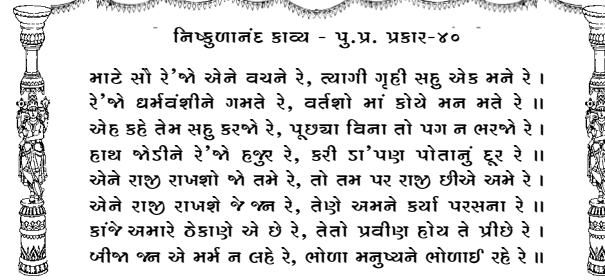 નિષ્કુળાનંદ કાવ્ય - પુ.પ્ર. પ્રકાર-૪૦
માટે સૌ રે'જો એને વચને રે, ત્યાગી ગૃહી સહુ એક મને રે ।
રે'જો ધર્મવંશીને ગમતે રે, વર્તશો માં કોયે મન મતે રે ॥
એહ કહે તેમ સહુ કરજો રે, પૂછ્યા વિના તો પગ ન ભરજો રે ।
હાથ જોડીને રે'જો હજુર રે, કરી ડા'પણ પોતાનું દૂર રે ॥
એને રાજી રાખશો જો તમે રે, તો તમ પર રાજી છીએ અમે રે ।
એને રાજી રાખશે જે જન રે, તેણે અમને કર્યા પરસના રે ॥
કાંજે અમારે ઠેકાણે એ છે રે, તેતો પ્રવીણ હોય તે પ્રીછે રે ।
બીજા જન એ મર્મ ન લહે રે, ભોળા મનુષ્યને ભોળાઈ રહે રે ॥